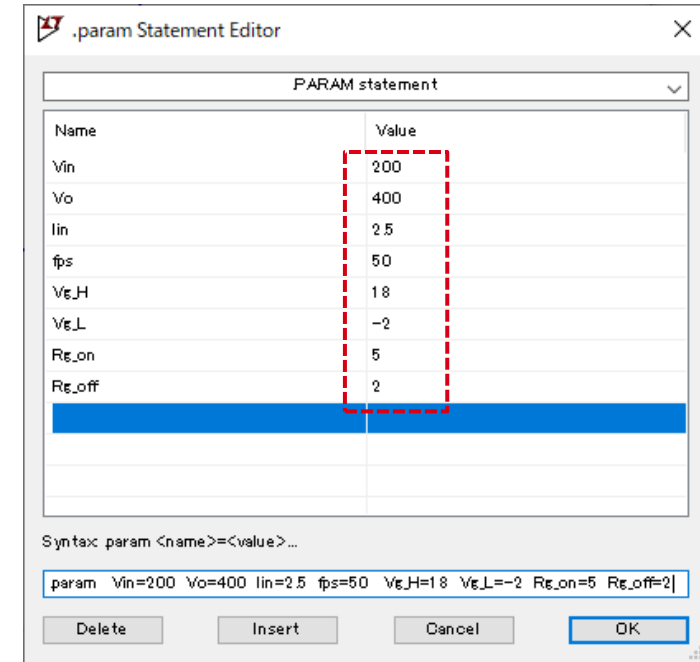 .param Statement Editor
.PARAM statement
Name Value
Vin 200
Vo 400
Iin 2.5
fps 50
Vg_H 18
Vg_L -2
Rg_on 5
Rg_off 2
Syntax: .param <name>=<value>...
.param Vin=200 Vo=400 Iin=2.5 fps=50 Vg_H=18 Vg_L=-2 Rg_on=5 Rg_off=2
Delete Insert Cancel OK